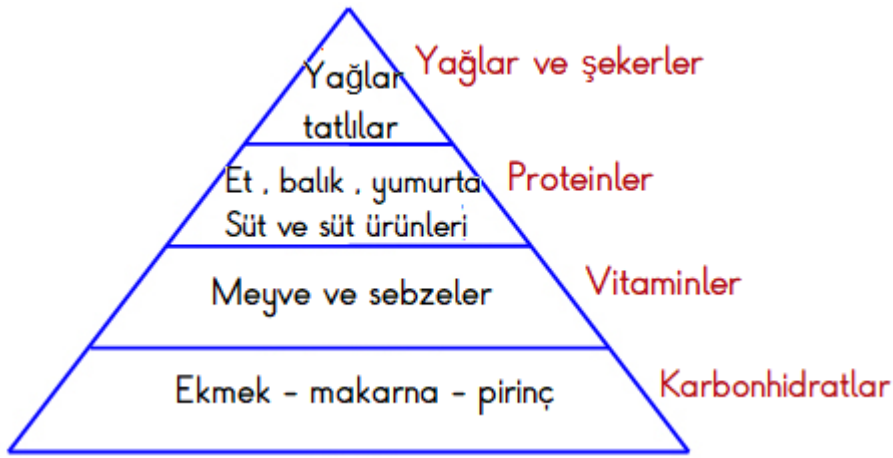 Yağlar
tatlılar
Yağlar ve şekerler
Et , balık , yumurta
Süt ve süt ürünleri
Proteinler
Meyve ve sebzeler
Vitaminler
Ekmek - makarna - pirinç
Karbonhidratlar